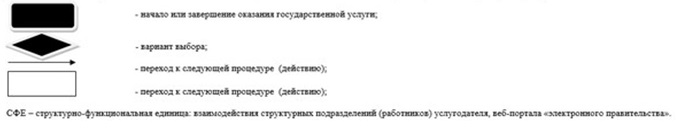 - начало или завершение оказания государственной услуги;
- вариант выбора;
- переход к следующей процедуре (действию);
- переход к следующей процедуре (действию);
СФЕ – структурно-функциональная единица: взаимодействия структурных подразделений (работников) услугодателя, веб-портала «электронного правительства».